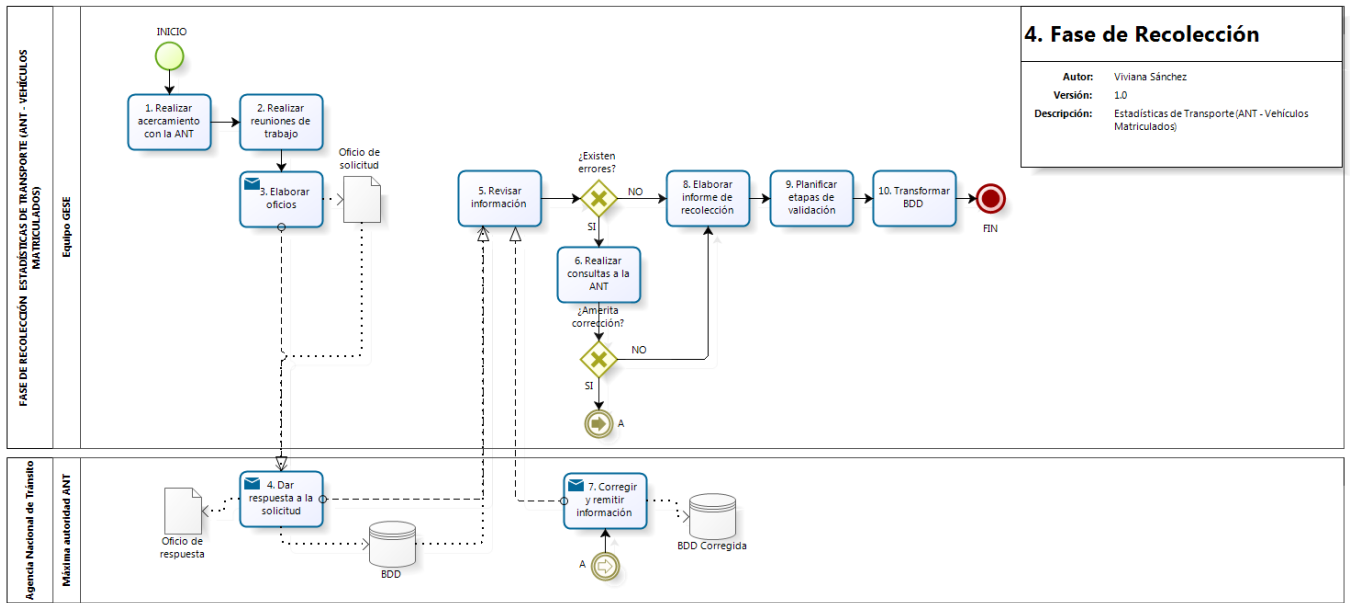 FASE DE RECOLECCIÓN ESTADÍSTICAS DE TRANSPORTE (ANT - VEHÍCULOS
MATRICULADOS)
Equipo GESE
INICIO
1. Realizar
acercamiento
con la ANT
2. Realizar
reuniones de
trabajo
3. Elaborar
oficios
Oficio de
solicitud
5. Revisar
información
¿Existen
errores?
NO
SI
6. Realizar
consultas a la
ANT
¿Amerita
corrección?
NO
SI
A
8. Elaborar
informe de
recolección
9. Planificar
etapas de
validación
10. Transformar
BDD
FIN
4. Fase de Recolección
Autor: Viviana Sánchez
Versión: 1.0
Descripción: Estadísticas de Transporte (ANT - Vehículos
Matriculados)
Agencia Nacional de Tránsito
Máxima autoridad ANT
4. Dar
respuesta a la
solicitud
Oficio de
respuesta
BDD
7. Corregir
y remitir
información
BDD Corregida
A